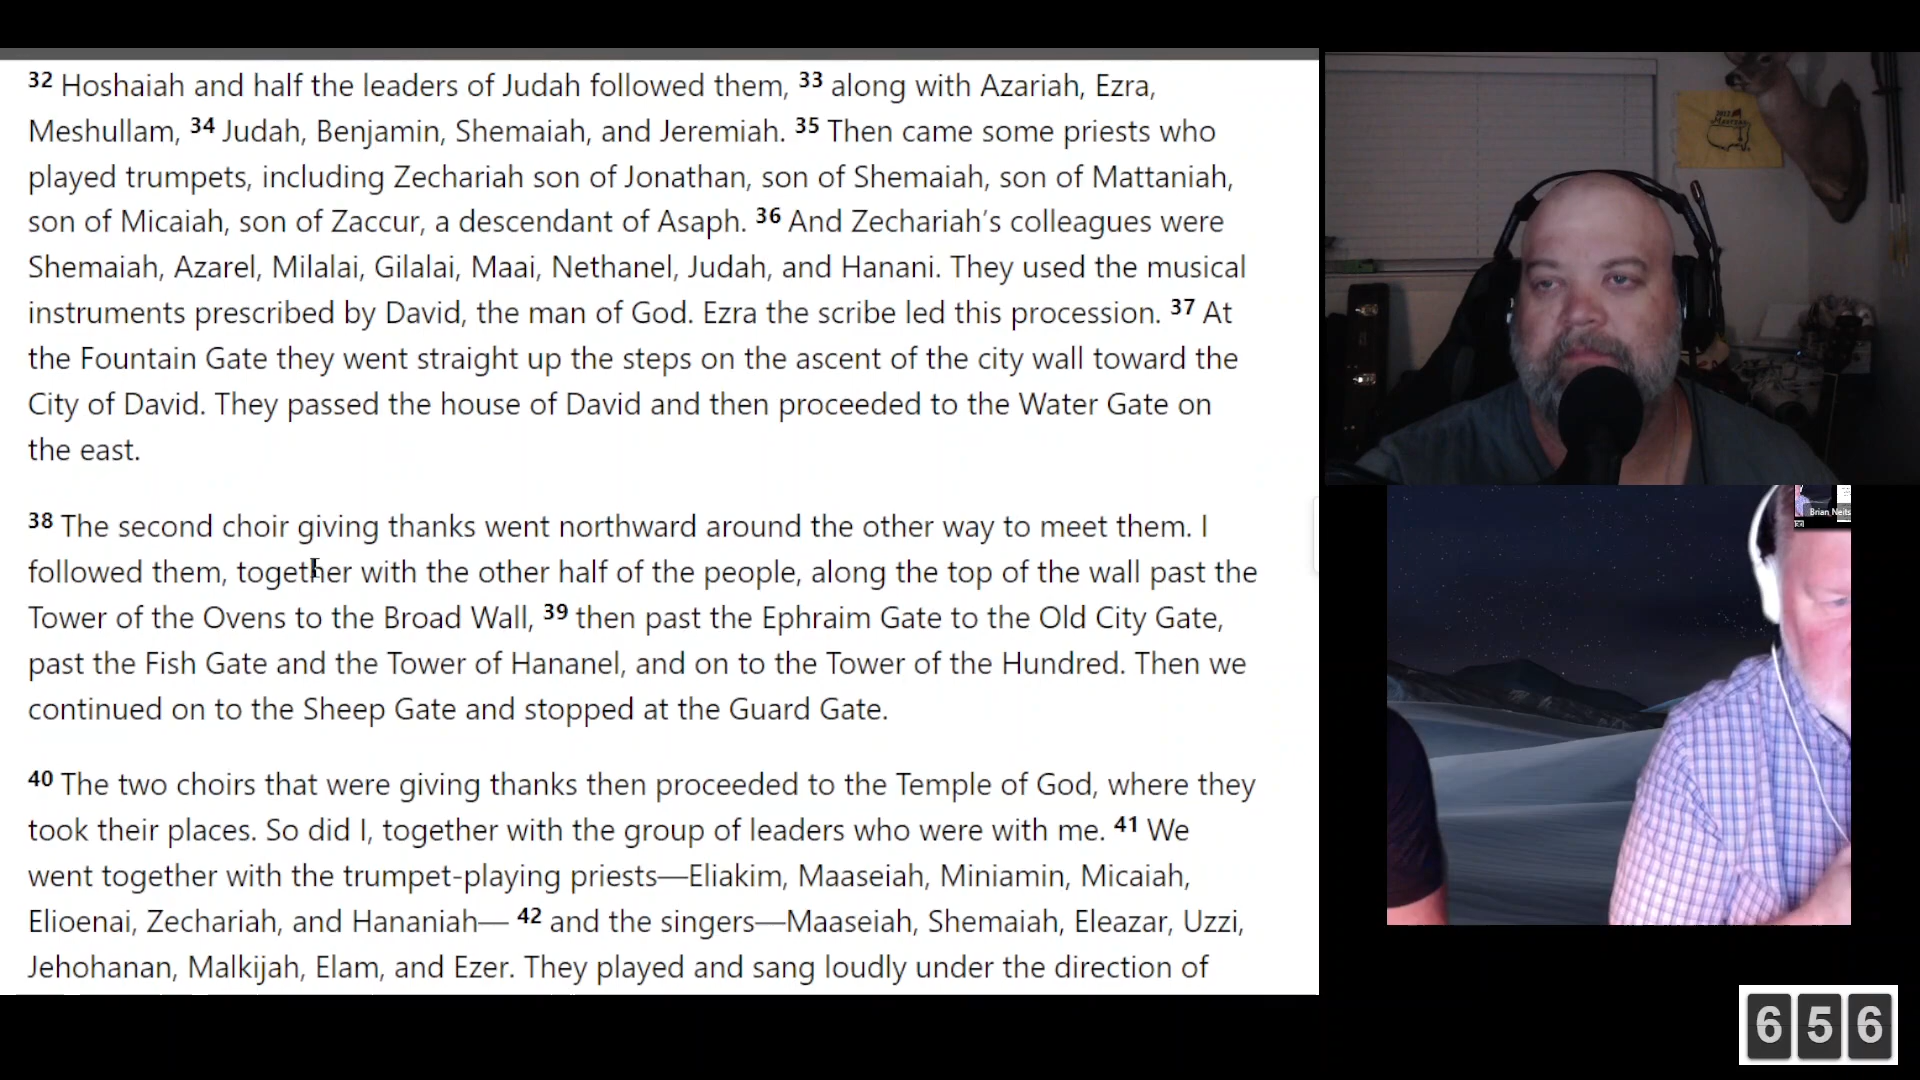 32 Hoshaiah and half the leaders of Judah followed them, 33 along with Azariah, Ezra,
Meshullam, 34 Judah, Benjamin, Shemaiah, and Jeremiah. 35 Then came some priests who
played trumpets, including Zechariah son of Jonathan, son of Shemaiah, son of Mattaniah,
son of Micaiah, son of Zaccur, a descendant of Asaph. 36 And Zechariah’s colleagues were
Shemaiah, Azarel, Milalai, Gilalai, Maai, Nethanel, Judah, and Hanani. They used the musical
instruments prescribed by David, the man of God. Ezra the scribe led this procession. 37 At
the Fountain Gate they went straight up the steps on the ascent of the city wall toward the
City of David. They passed the house of David and then proceeded to the Water Gate on
the east.
38 The second choir giving thanks went northward around the other way to meet them. I
followed them, together with the other half of the people, along the top of the wall past the
Tower of the Ovens to the Broad Wall, 39 then past the Ephraim Gate to the Old City Gate,
past the Fish Gate and the Tower of Hananel, and on to the Tower of the Hundred. Then we
continued on to the Sheep Gate and stopped at the Guard Gate.
40 The two choirs that were giving thanks then proceeded to the Temple of God, where they
took their places. So did I, together with the group of leaders who were with me. 41 We
went together with the trumpet-playing priests—Eliakim, Maaseiah, Miniamin, Micaiah,
Elioenai, Zechariah, and Hananiah— 42 and the singers—Maaseiah, Shemaiah, Eleazar, Uzzi,
Jehohanan, Malkijah, Elam, and Ezer. They played and sang loudly under the direction of
Masters
Brian Neits
656